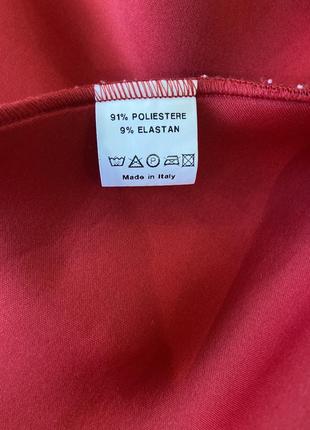 91% POLIESTERE
9% ELASTAN
Made in Italy